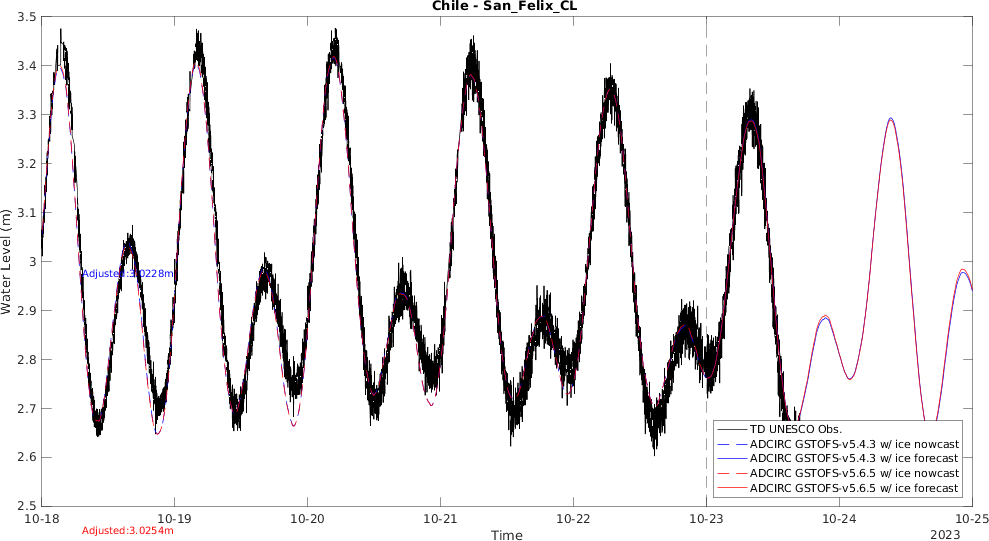 Chile - San_Felix_CL
3.5
3.4
3.3
3.2
3.1
3
2.9
2.8
2.7
2.6
2.5
Water Level (m)
Adjusted:3.0228m
TD UNESCO Obs.
ADCIRC GSTOFS-v5.4.3 w/ ice nowcast
ADCIRC GSTOFS-v5.4.3 w/ ice forecast
ADCIRC GSTOFS-v5.6.5 w/ ice nowcast
ADCIRC GSTOFS-v5.6.5 w/ ice forecast
10-18 10-19 10-20 10-21 10-22 10-23 10-24 10-25
Adjusted:3.0254m
Time
2023